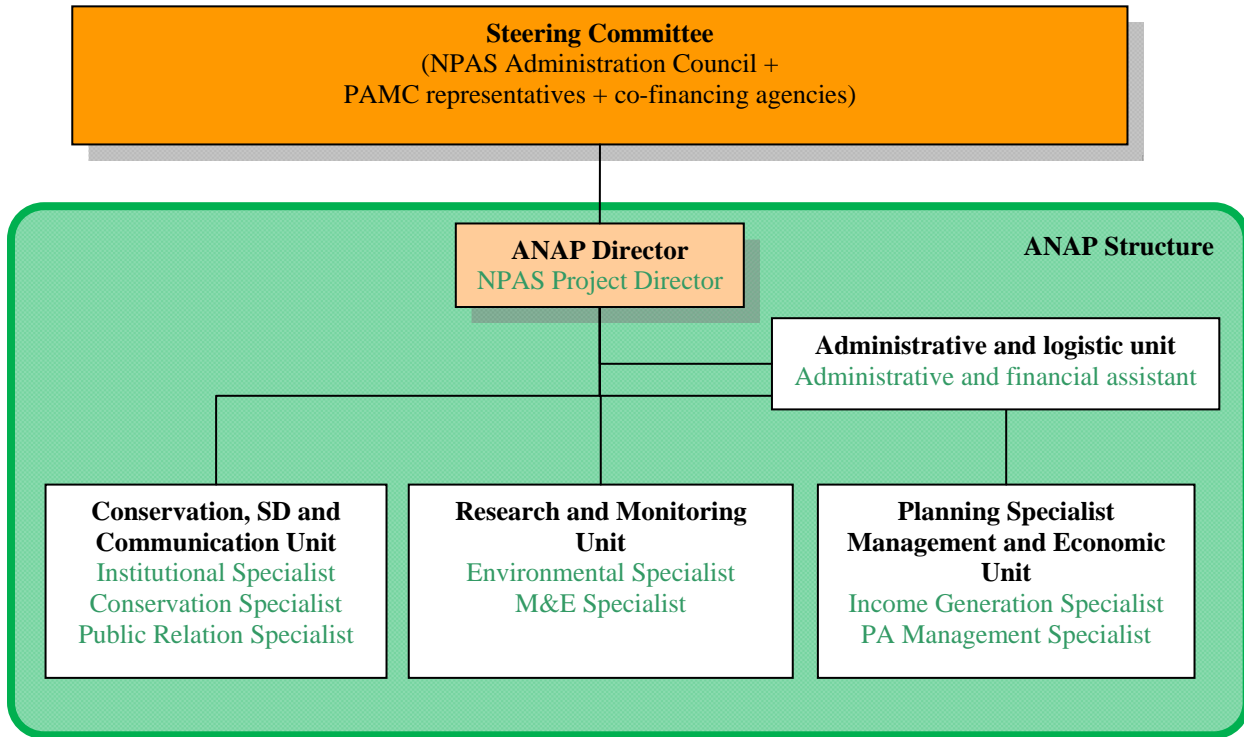 Steering Committee
(NPAS Administration Council +
PAMC representatives + co-financing agencies)
ANAP Structure
ANAP Director
NPAS Project Director
Administrative and logistic unit
Administrative and financial assistant
Conservation, SD and
Communication Unit
Institutional Specialist
Conservation Specialist
Public Relation Specialist
Research and Monitoring
Unit
Environmental Specialist
M&E Specialist
Planning Specialist
Management and Economic
Unit
Income Generation Specialist
PA Management Specialist